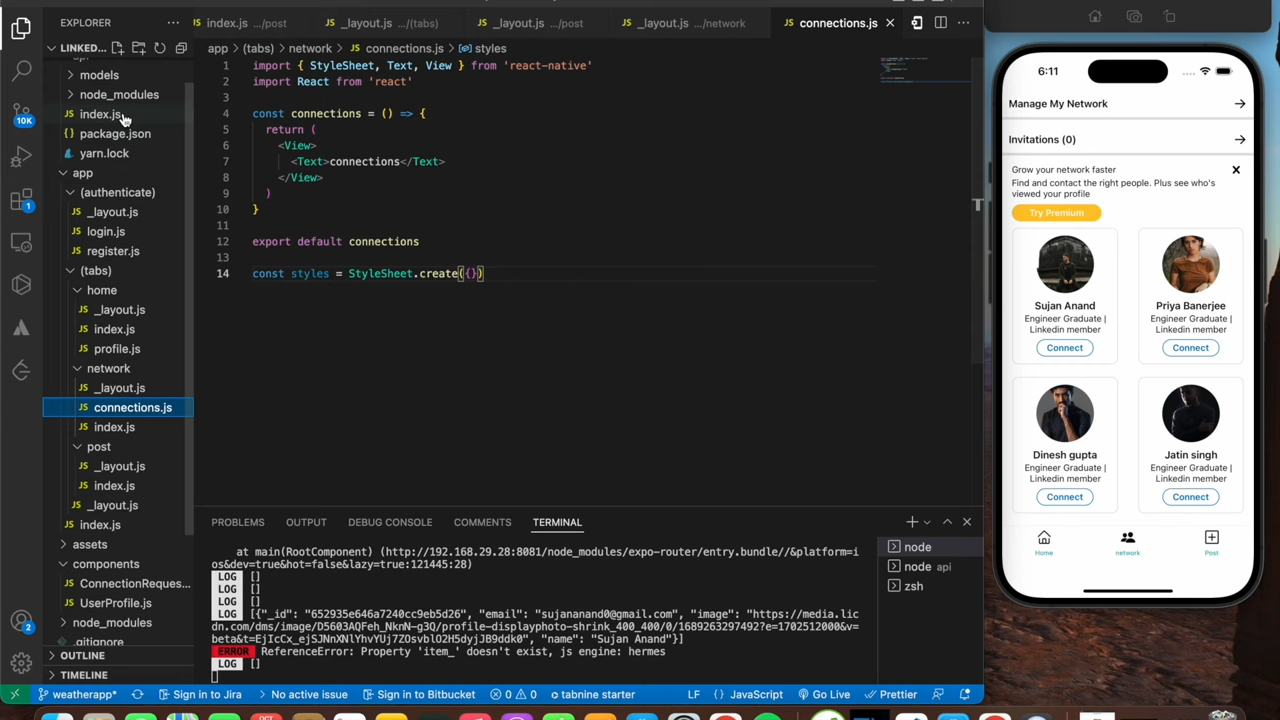 EXPLORER
LINKED...
models
node_modules
index.js
package.json
yarn.lock
app
(authenticate)
_layout.js
login.js
register.js
(tabs)
home
_layout.js
index.js
profile.js
network
_layout.js
connections.js
index.js
post
_layout.js
index.js
_layout.js
index.js
assets
components
ConnectionReques...
UserProfile.js
node_modules
.gitignore
OUTLINE
TIMELINE
10K
1
2
index.js .../post
_layout.js .../(tabs)
_layout.js .../post
_layout.js .../network
connections.js
app > (tabs) > network > connections.js > styles
1 import { StyleSheet, Text, View } from 'react-native'
2 import React from 'react'
3
4 const connections = () => {
5 return (
6 <View>
7 <Text>connections</Text>
8 </View>
9 )
10 }
11
12 export default connections
13
14 const styles = StyleSheet.create({})
PROBLEMS OUTPUT DEBUG CONSOLE COMMENTS TERMINAL
at main(RootComponent) (http://192.168.29.28:8081/node_modules/expo-router/entry.bundle//&platform=i
os&dev=true&hot=false&lazy=true:121445:28)
LOG []
LOG []
LOG []
LOG [{"_id": "652935e646a7240cc9eb5d26", "email": "sujananand0@gmail.com", "image": "https://media.lic
dn.com/dms/image/D5603AQFeh_NknN-g3Q/profile-displayphoto-shrink_400_400/0/1689263297492?e=1702512000&v=
beta&t=EjIcCx_ejSJNnXNlYhvYUj7ZOsvblO2H5dyjJB9ddk0", "name": "Sujan Anand"}]
ERROR ReferenceError: Property 'item_' doesn't exist, js engine: hermes
LOG []
node
node api
zsh
weatherapp* Sign in to Jira No active issue Sign in to Bitbucket 0 0 tabnine starter LF {} JavaScript Go Live Prettier
6:11
Manage My Network
Invitations (0)
Grow your network faster
Find and contact the right people. Plus see who's
viewed your profile
Try Premium
Sujan Anand
Engineer Graduate |
Linkedin member
Connect
Priya Banerjee
Engineer Graduate |
Linkedin member
Connect
Dinesh gupta
Engineer Graduate |
Linkedin member
Connect
Jatin singh
Engineer Graduate |
Linkedin member
Connect
Home
network
Post